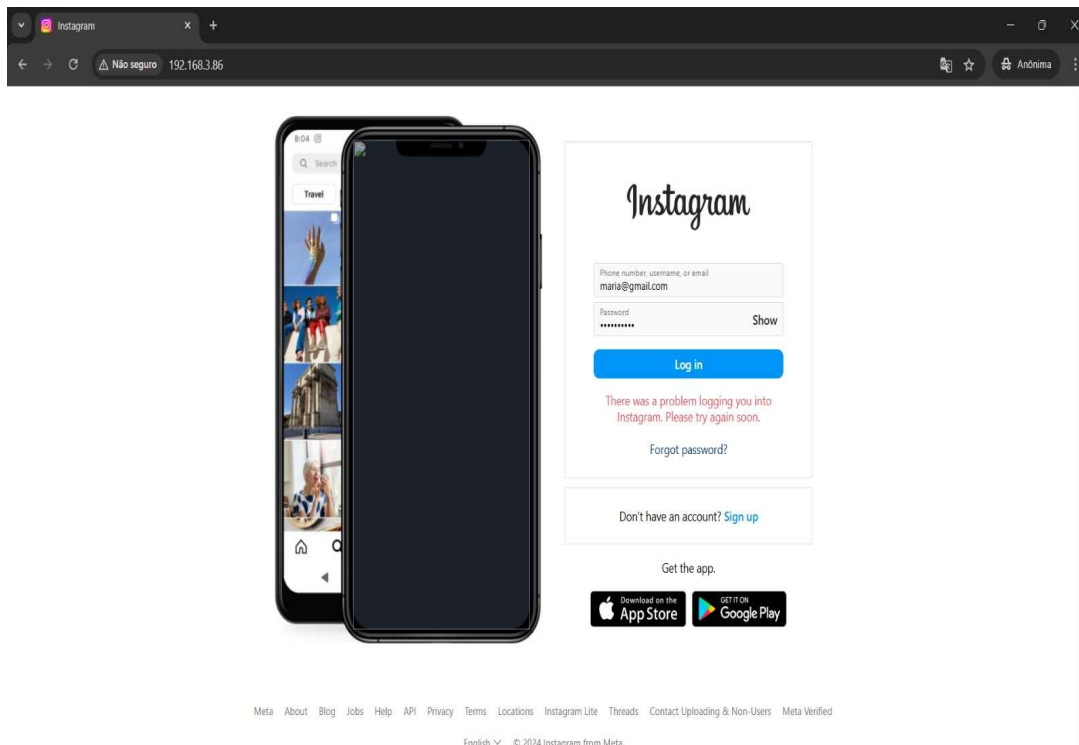 Instagram
Não seguro 192.168.3.86
Anônima
8:04
Search
Travel
Instagram
Phone number, username, or email
maria@gmail.com
Password
••••••••••
Show
Log in
There was a problem logging you into
Instagram. Please try again soon.
Forgot password?
Don't have an account? Sign up
Get the app.
Download on the
App Store
GET IT ON
Google Play
Meta About Blog Jobs Help API Privacy Terms Locations Instagram Lite Threads Contact Uploading & Non-Users Meta Verified
English © 2024 Instagram from Meta